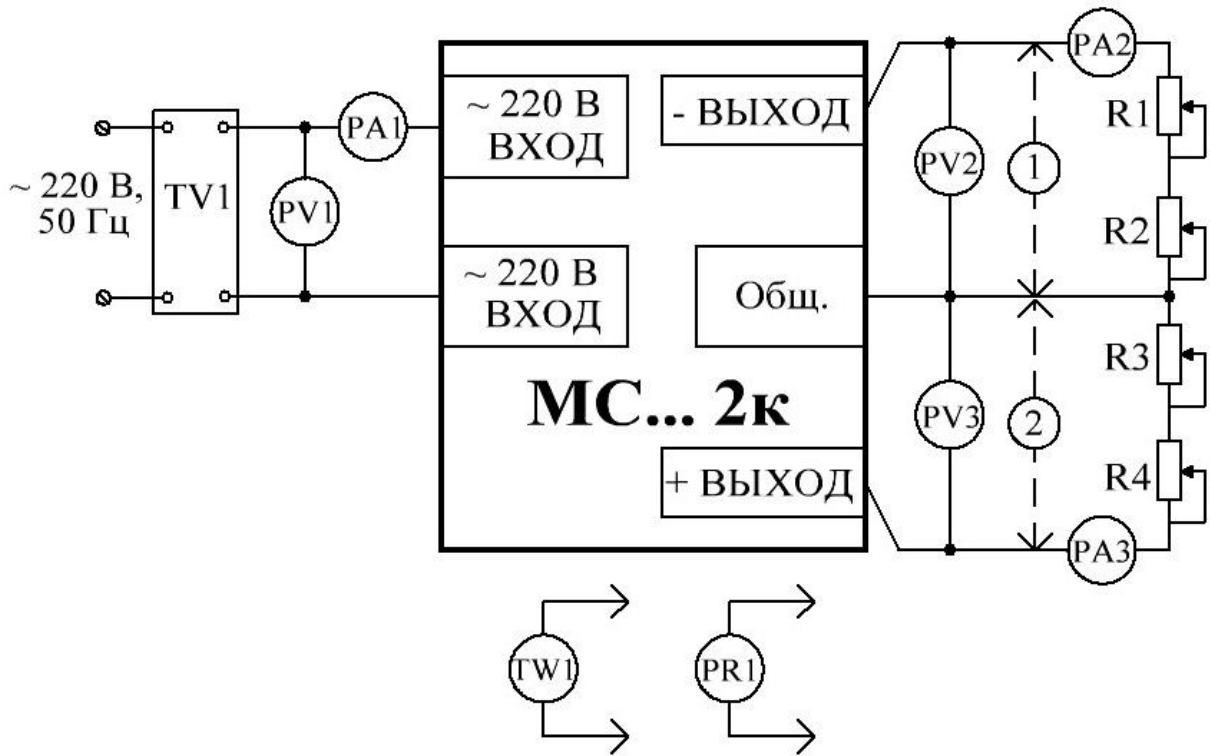 PA2
~ 220 В
ВХОД
- ВЫХОД
R1
PA1
~ 220 В,
50 Гц
TV1
PV1
PV2
1
R2
~ 220 В
ВХОД
Общ.
R3
МС... 2к
PV3
2
+ ВЫХОД
R4
PA3
TW1
PR1